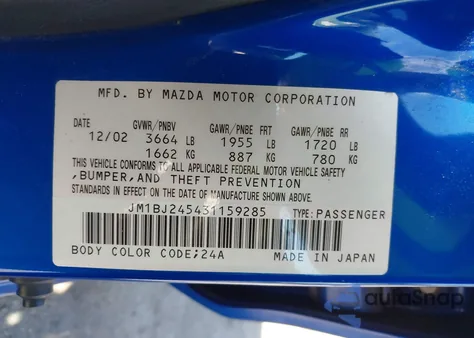 MFD. BY MAZDA MOTOR CORPORATION
DATE GVWR/PNBV GAWR/PNBE FRT GAWR/PNBE RR
12/02 3664 LB 1955 LB 1720 LB
1662 KG 887 KG 780 KG
THIS VEHICLE CONFORMS TO ALL APPLICABLE FEDERAL MOTOR VEHICLE SAFETY
,BUMPER,AND THEFT PREVENTION
STANDARDS IN EFFECT ON THE DATE OF MANUFACTURE SHOWN ABOVE.
JM1BJ245431159285 TYPE:PASSENGER
BODY COLOR CODE;24A MADE IN JAPAN
autoSnap